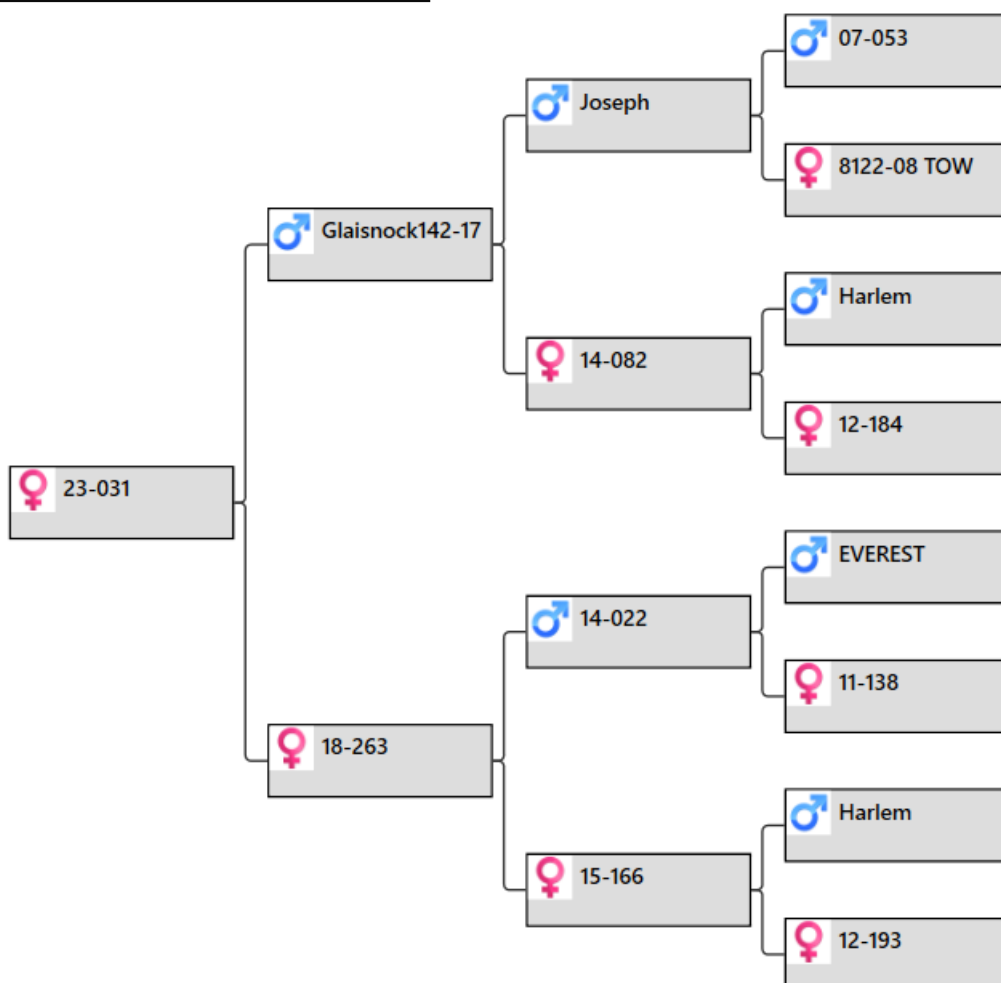 07-053
Joseph
8122-08 TOW
Glaisnock142-17
Harlem
14-082
12-184
23-031
EVEREST
14-022
11-138
18-263
Harlem
15-166
12-193